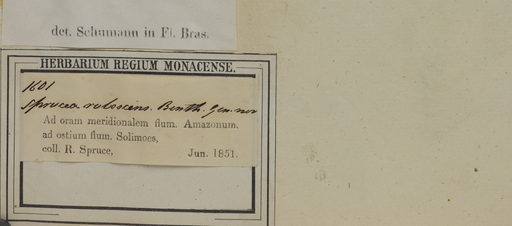 det. Schumann in Fl. Bras.
HERBARIUM REGIUM MONACENSE.
1601
Sprucea rubescens. Benth. gen. nov
Ad oram meridionalem flum. Amazonum.
ad ostium flum. Solimoes,
coll. R. Spruce, Jun. 1851.